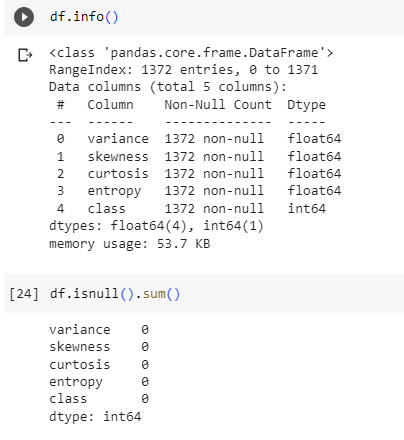 df.info()
<class 'pandas.core.frame.DataFrame'>
RangeIndex: 1372 entries, 0 to 1371
Data columns (total 5 columns):
 #   Column    Non-Null Count  Dtype
---  ------    --------------  -----
 0   variance  1372 non-null   float64
 1   skewness  1372 non-null   float64
 2   curtosis  1372 non-null   float64
 3   entropy   1372 non-null   float64
 4   class     1372 non-null   int64
dtypes: float64(4), int64(1)
memory usage: 53.7 KB
[24] df.isnull().sum()
variance    0
skewness    0
curtosis    0
entropy     0
class       0
dtype: int64